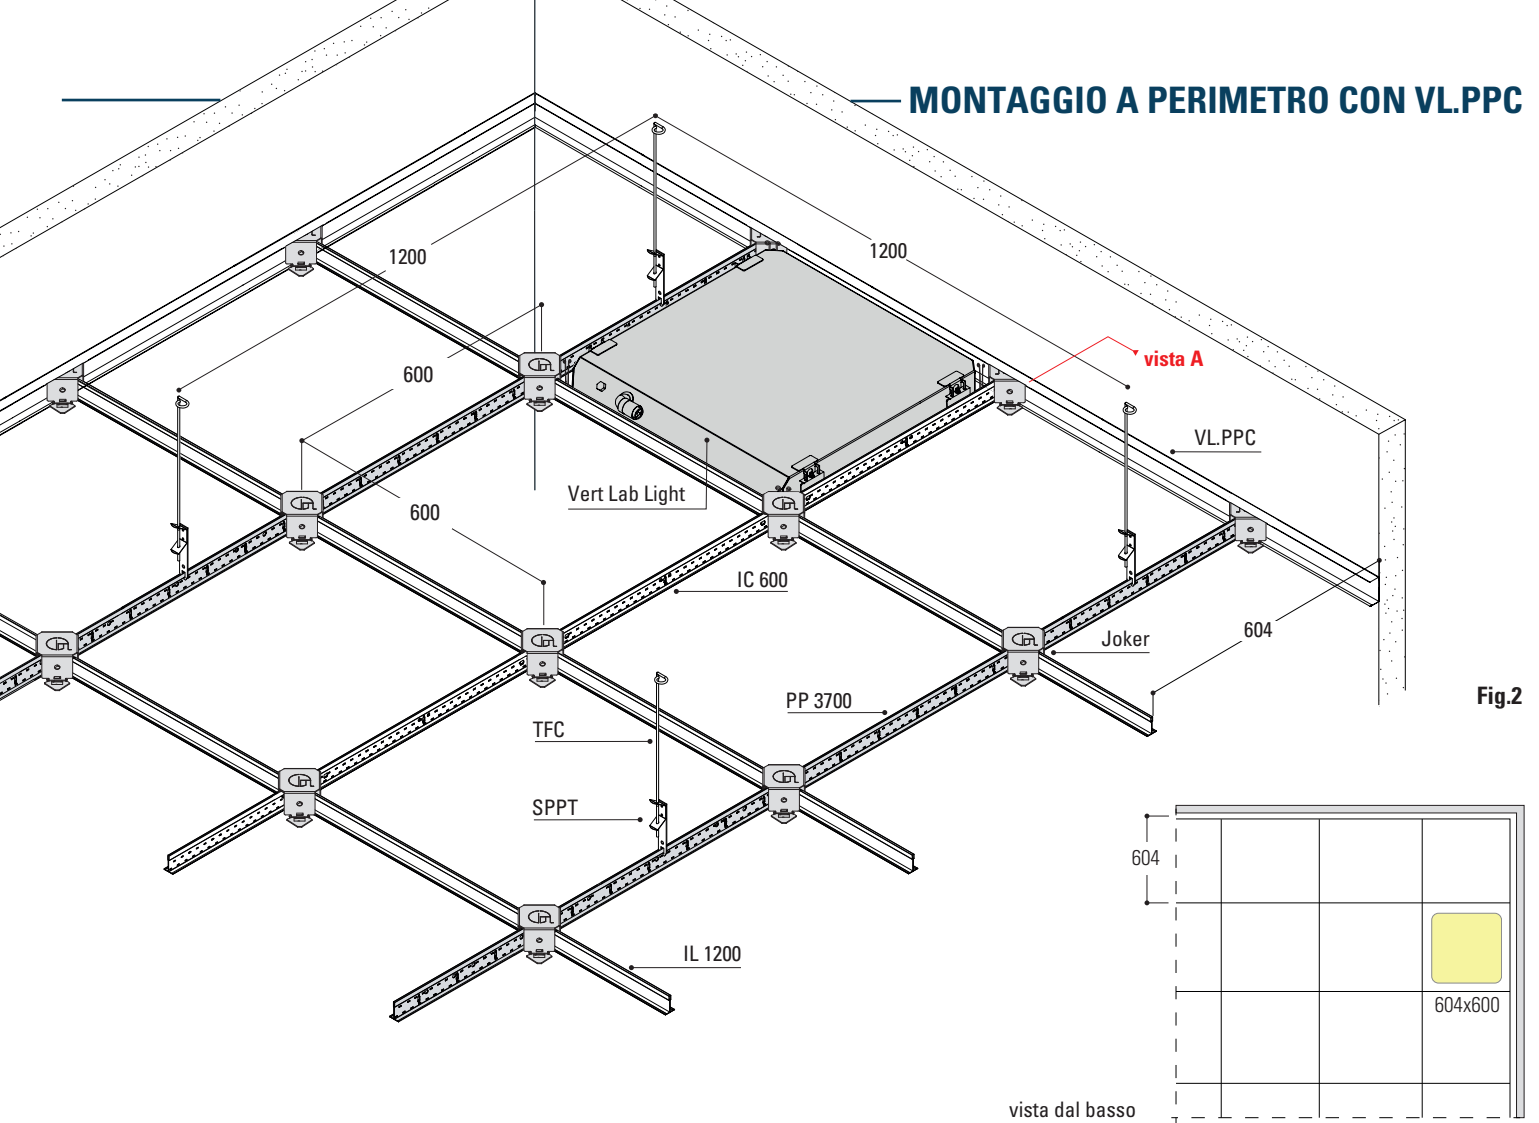 MONTAGGIO A PERIMETRO CON VL.PPC
1200
1200
600
vista A
VL.PPC
Vert Lab Light
600
IC 600
604
Joker
PP 3700
Fig.2
TFC
SPPT
604
IL 1200
604x600
vista dal basso